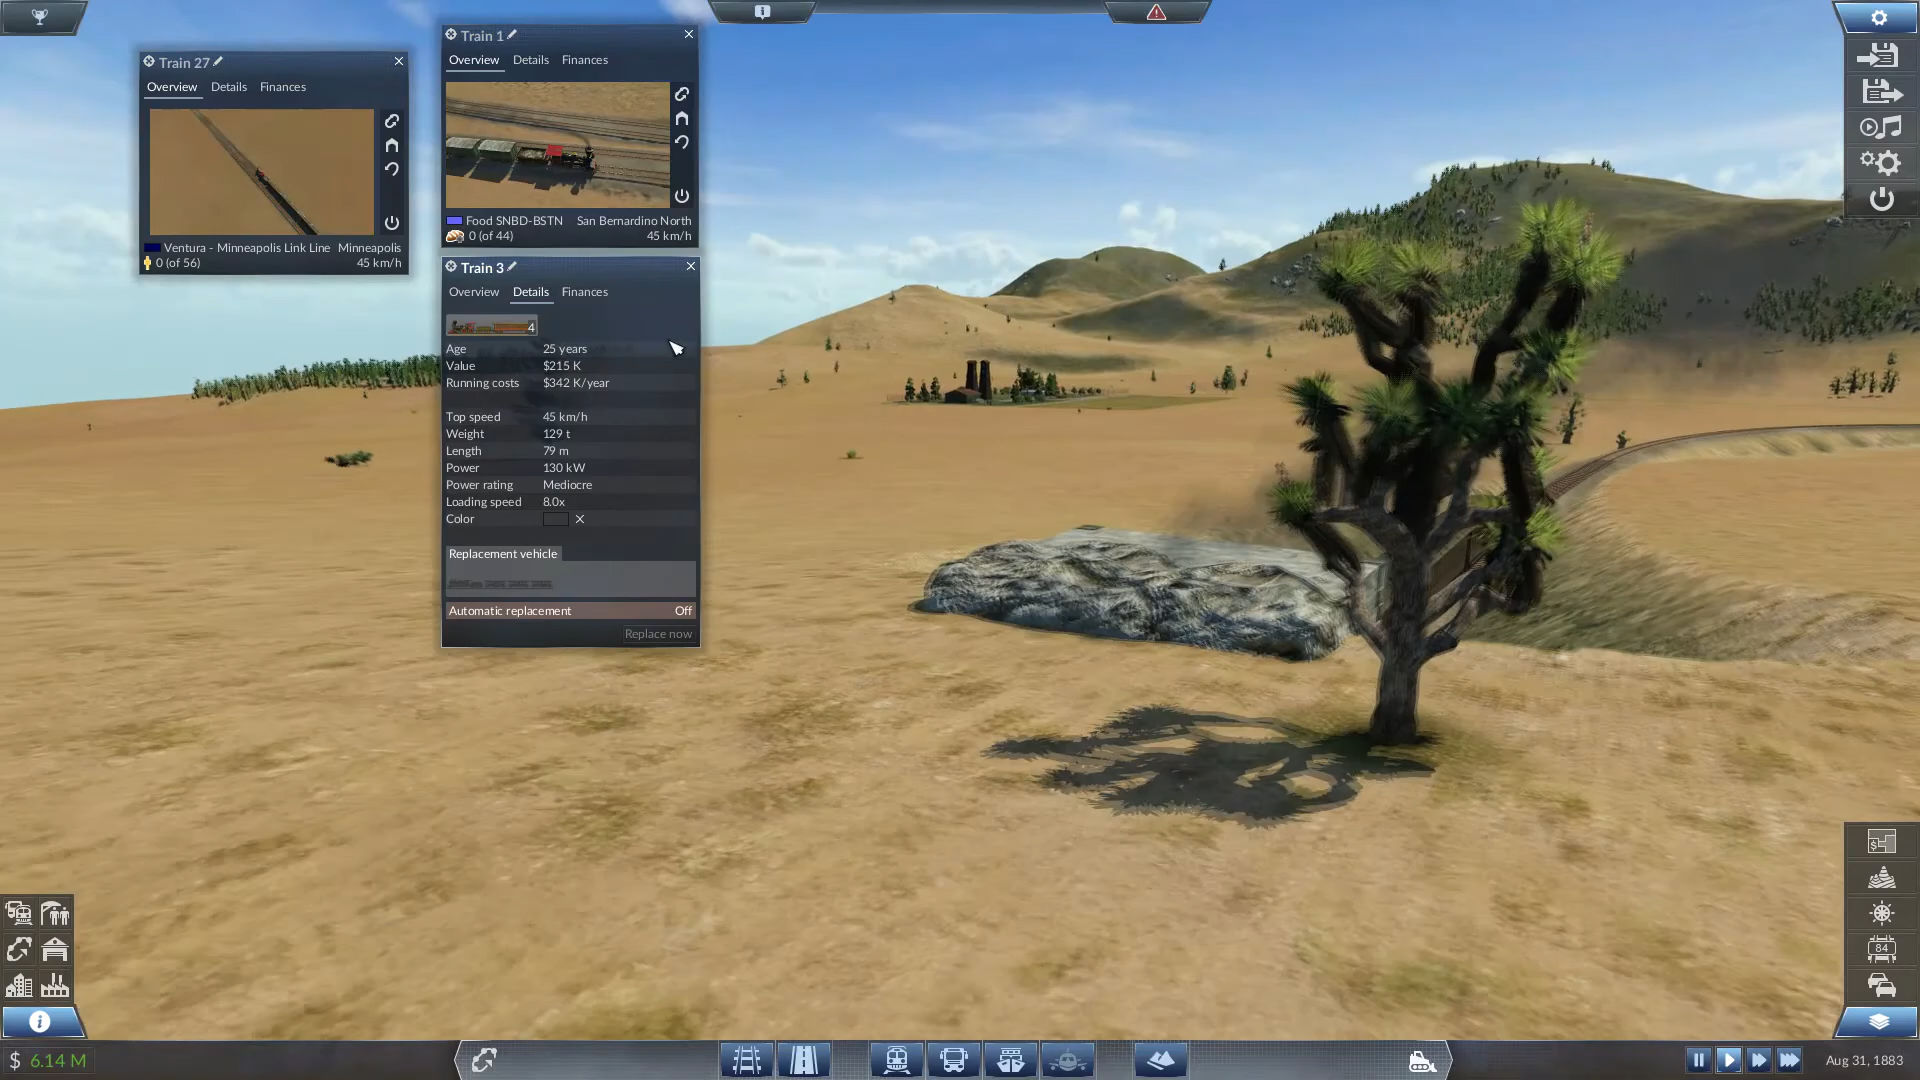 Train 27
Overview Details Finances
Ventura - Minneapolis Link Line Minneapolis
0 (of 56) 45 km/h
Train 1
Overview Details Finances
Food SNBD-BSTN San Bernardino North
0 (of 44) 45 km/h
Train 3
Overview Details Finances
4
Age 25 years
Value $215 K
Running costs $342 K/year
Top speed 45 km/h
Weight 129 t
Length 79 m
Power 130 kW
Power rating Mediocre
Loading speed 8.0x
Color
Replacement vehicle
Automatic replacement Off
Replace now
84
$ 6.14 M
Aug 31, 1883